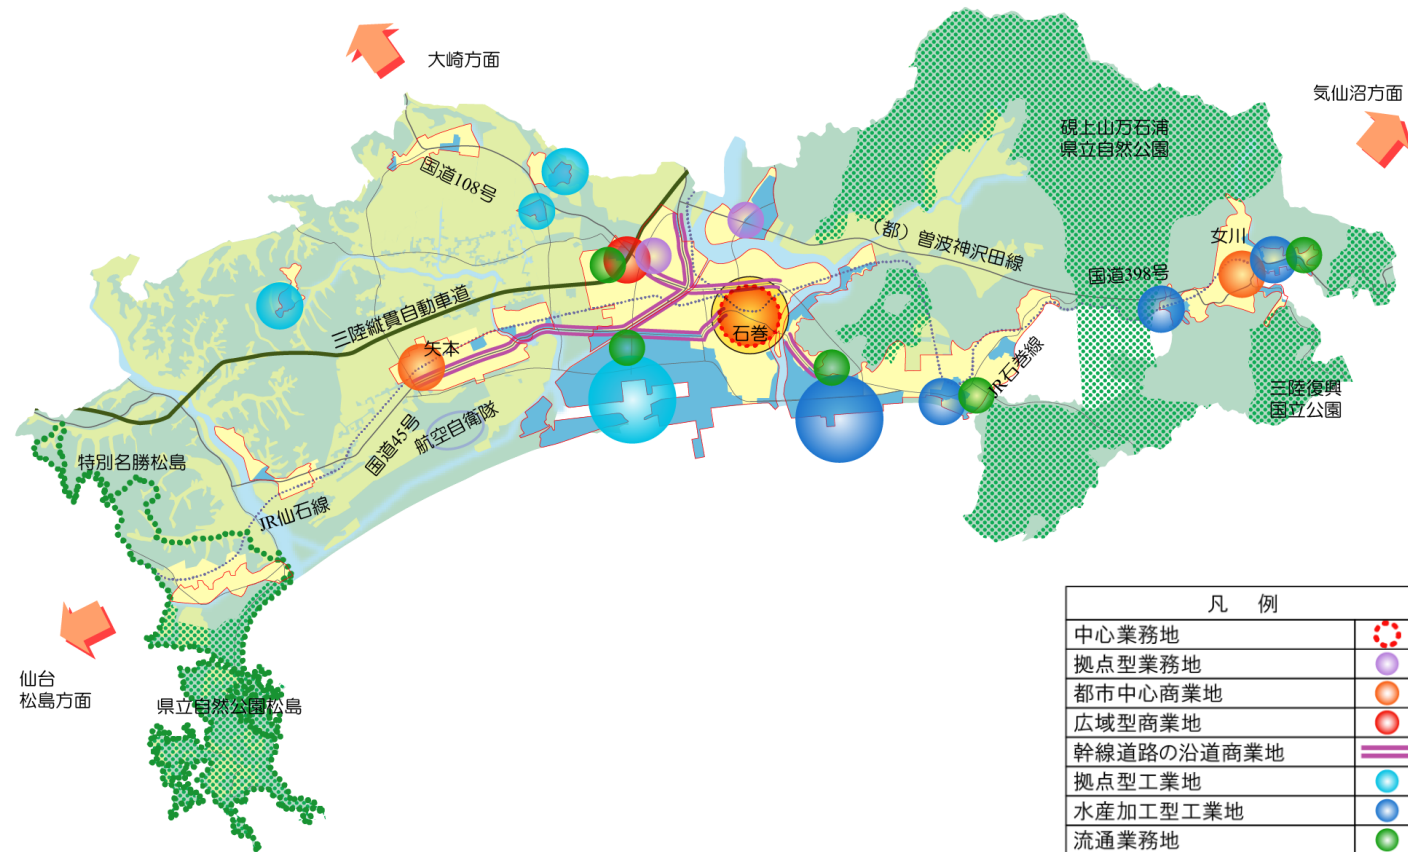 大崎方面
気仙沼方面
硯上山万石浦
県立自然公園
国道108号
（都）曽波神沢田線
女川
国道398号
三陸縦貫自動車道
石巻
矢本
JR石巻線
三陸復興
国立公園
国道45号
航空自衛隊
特別名勝松島
JR仙石線
仙台
松島方面
県立自然公園松島
凡　例
中心業務地
拠点型業務地
都市中心商業地
広域型商業地
幹線道路の沿道商業地
拠点型工業地
水産加工型工業地
流通業務地